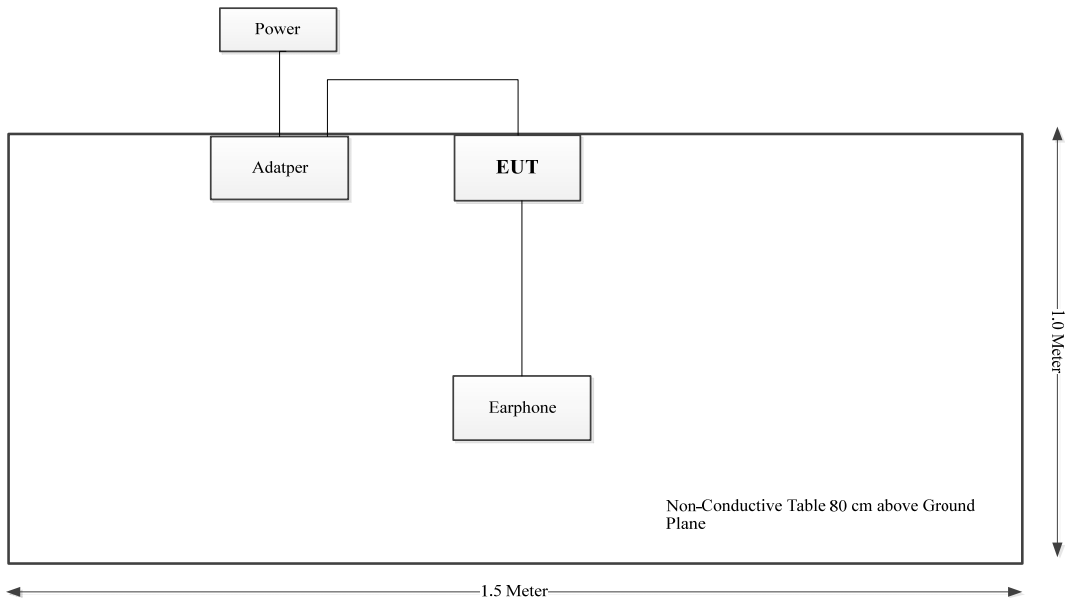 Power
Adatper
EUT
Earphone
1.0 Meter
Non-Conductive Table 80 cm above Ground
Plane
1.5 Meter